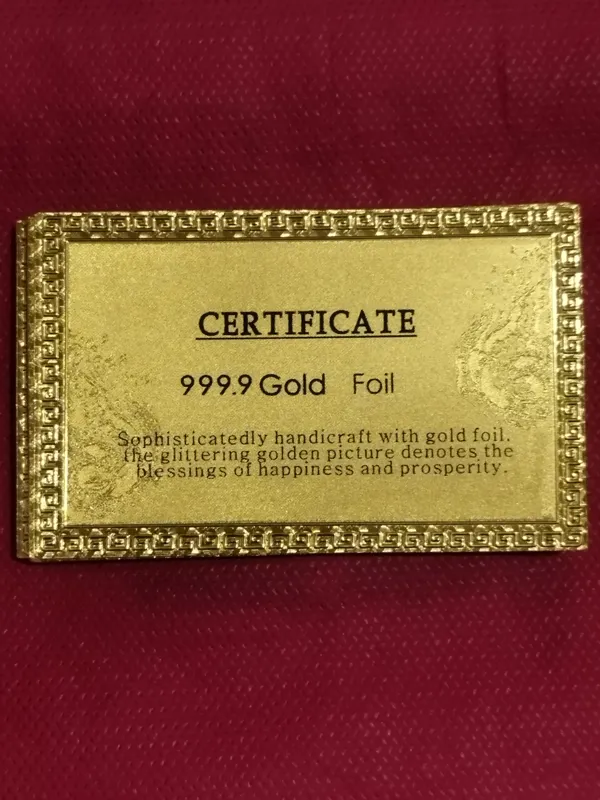 CERTIFICATE
999.9 Gold Foil
Sophisticatedly handicraft with gold foil.
the glittering golden picture denotes the
blessings of happiness and prosperity.